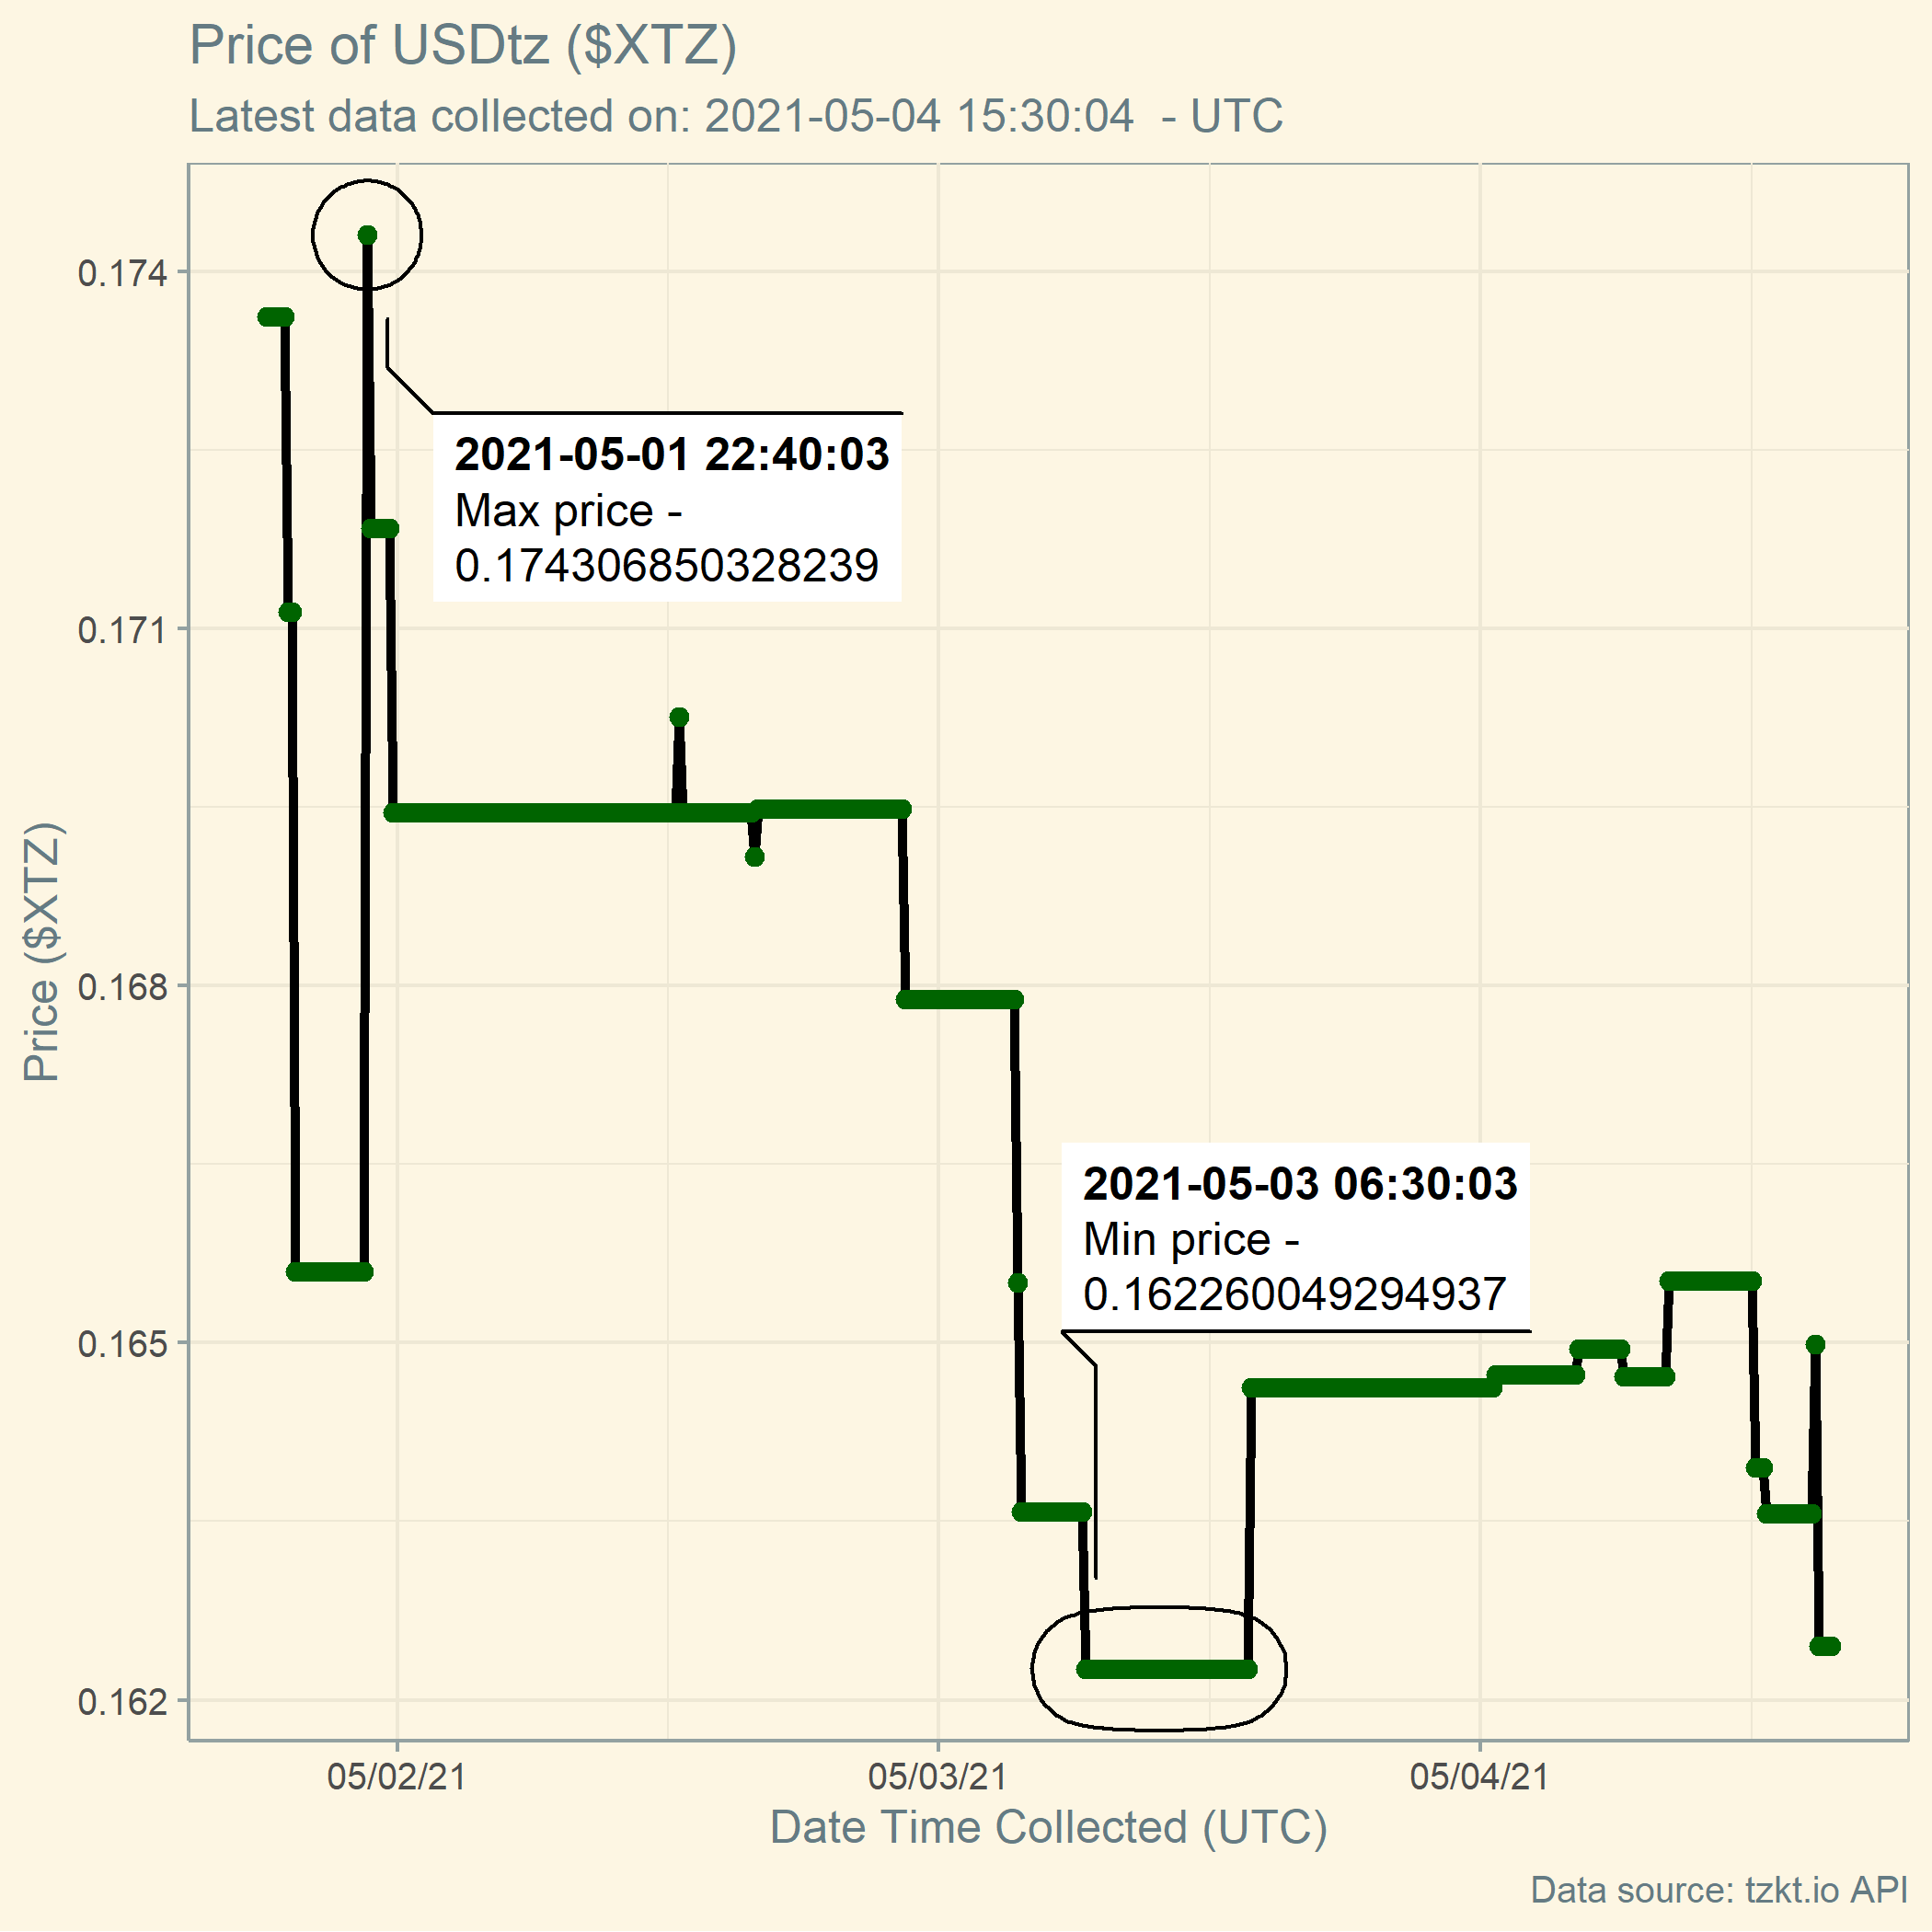 Price of USDtz ($XTZ)
Latest data collected on: 2021-05-04 15:30:04  - UTC
0.174
0.171
0.168
0.165
0.162
Price ($XTZ)
2021-05-01 22:40:03
Max price -
0.174306850328239
2021-05-03 06:30:03
Min price -
0.162260049294937
05/02/21
05/03/21
05/04/21
Date Time Collected (UTC)
Data source: tzkt.io API